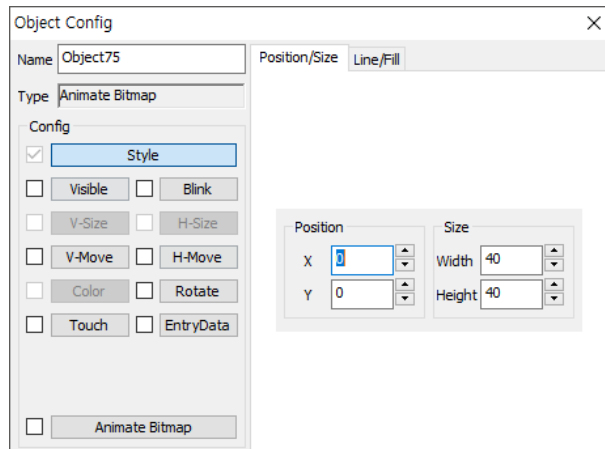 Object Config
Name Object75
Type Animate Bitmap
Config
Style
Visible Blink
V-Size H-Size
V-Move H-Move
Color Rotate
Touch EntryData
Animate Bitmap
Position/Size Line/Fill
Position Size
X 0 Width 40
Y 0 Height 40